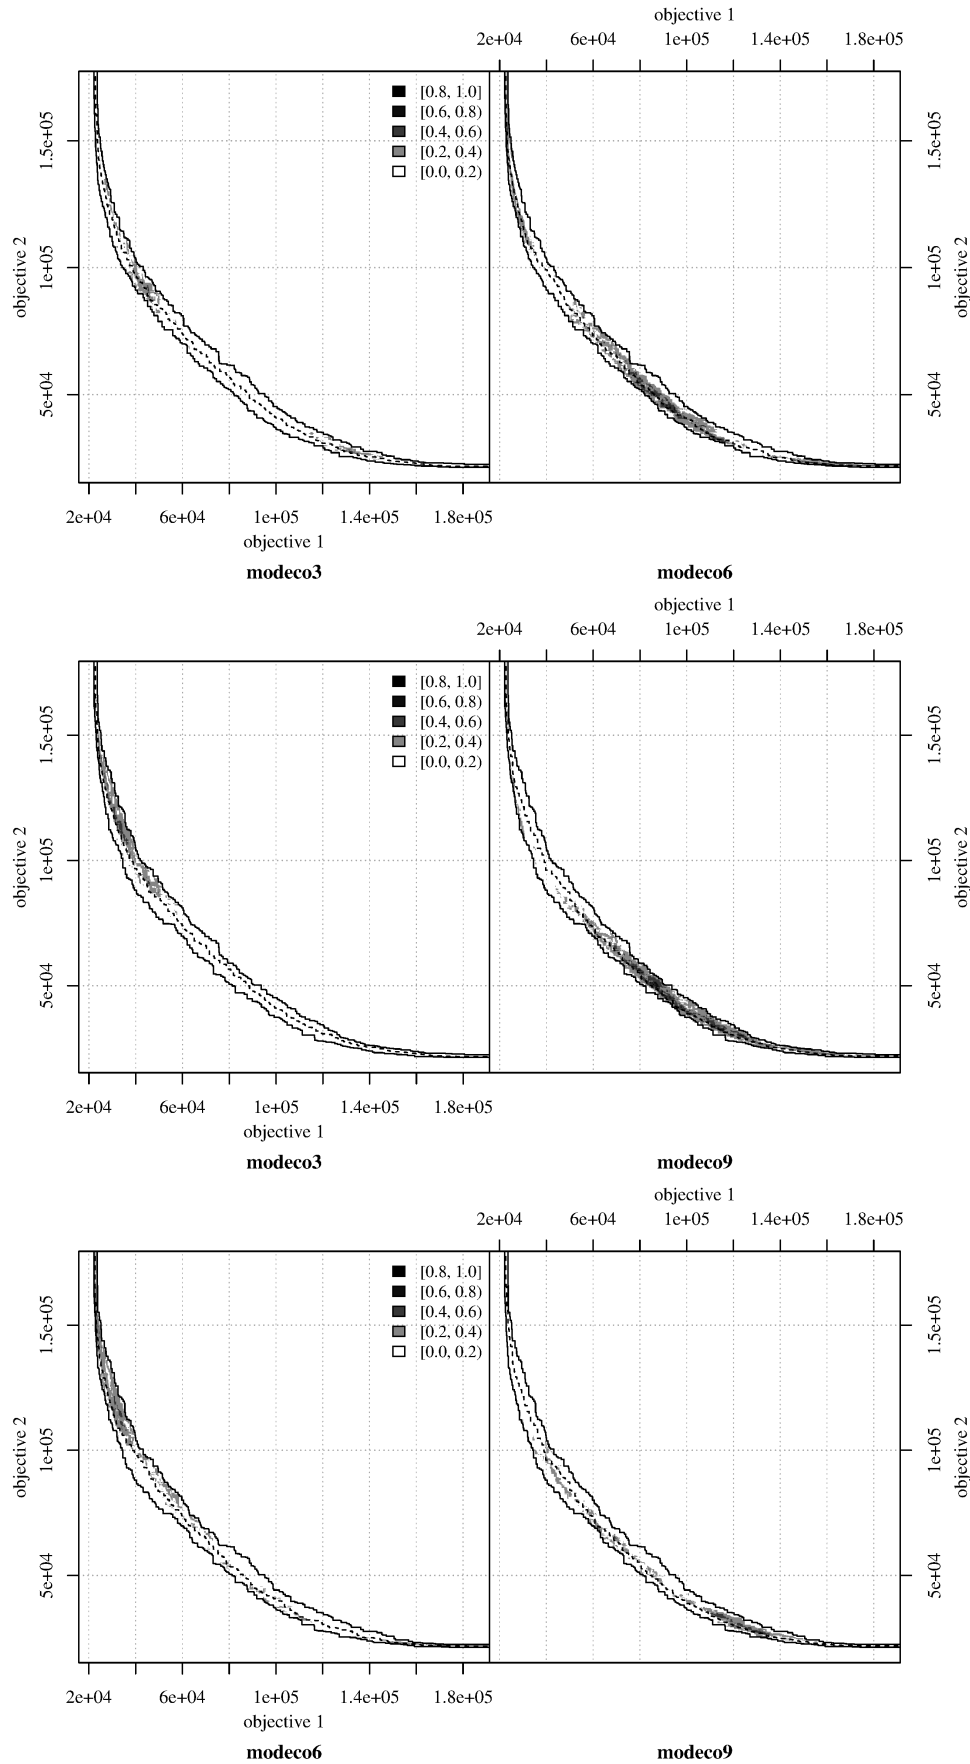 objective 1
2e+04 6e+04 1e+05 1.4e+05 1.8e+05
[0.8, 1.0]
[0.6, 0.8)
[0.4, 0.6)
[0.2, 0.4)
[0.0, 0.2)
objective 2
5e+04 1e+05 1.5e+05
5e+04 1e+05 1.5e+05
objective 2
2e+04 6e+04 1e+05 1.4e+05 1.8e+05
objective 1
modeco3 modeco6
objective 1
2e+04 6e+04 1e+05 1.4e+05 1.8e+05
[0.8, 1.0]
[0.6, 0.8)
[0.4, 0.6)
[0.2, 0.4)
[0.0, 0.2)
objective 2
5e+04 1e+05 1.5e+05
5e+04 1e+05 1.5e+05
objective 2
2e+04 6e+04 1e+05 1.4e+05 1.8e+05
objective 1
modeco3 modeco9
objective 1
2e+04 6e+04 1e+05 1.4e+05 1.8e+05
[0.8, 1.0]
[0.6, 0.8)
[0.4, 0.6)
[0.2, 0.4)
[0.0, 0.2)
objective 2
5e+04 1e+05 1.5e+05
5e+04 1e+05 1.5e+05
objective 2
2e+04 6e+04 1e+05 1.4e+05 1.8e+05
objective 1
modeco6 modeco9